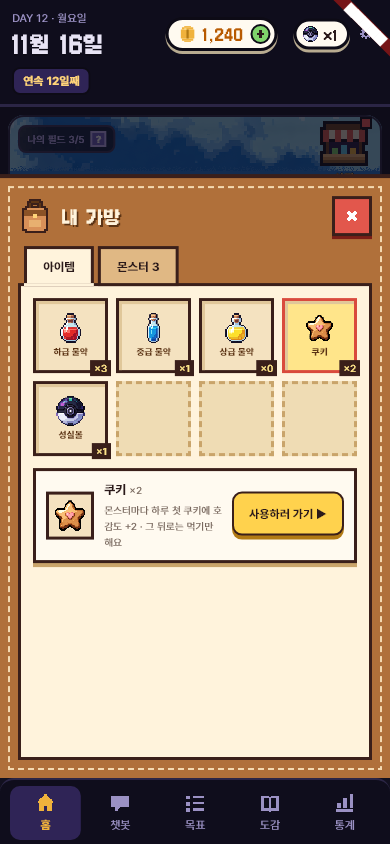 DAY 12 · 월요일
11월 16일
1,240
×1
연속 12일째
나의 필드 3/5 ?
내 가방
아이템
몬스터 3
하급 물약
중급 물약
상급 물약
쿠키
×3
×1
×0
×2
성실볼
×1
쿠키 ×2
몬스터마다 하루 첫 쿠키에 호
감도 +2 · 그 뒤로는 먹기만
해요
사용하러 가기 ▶
홈
챗봇
목표
도감
통계